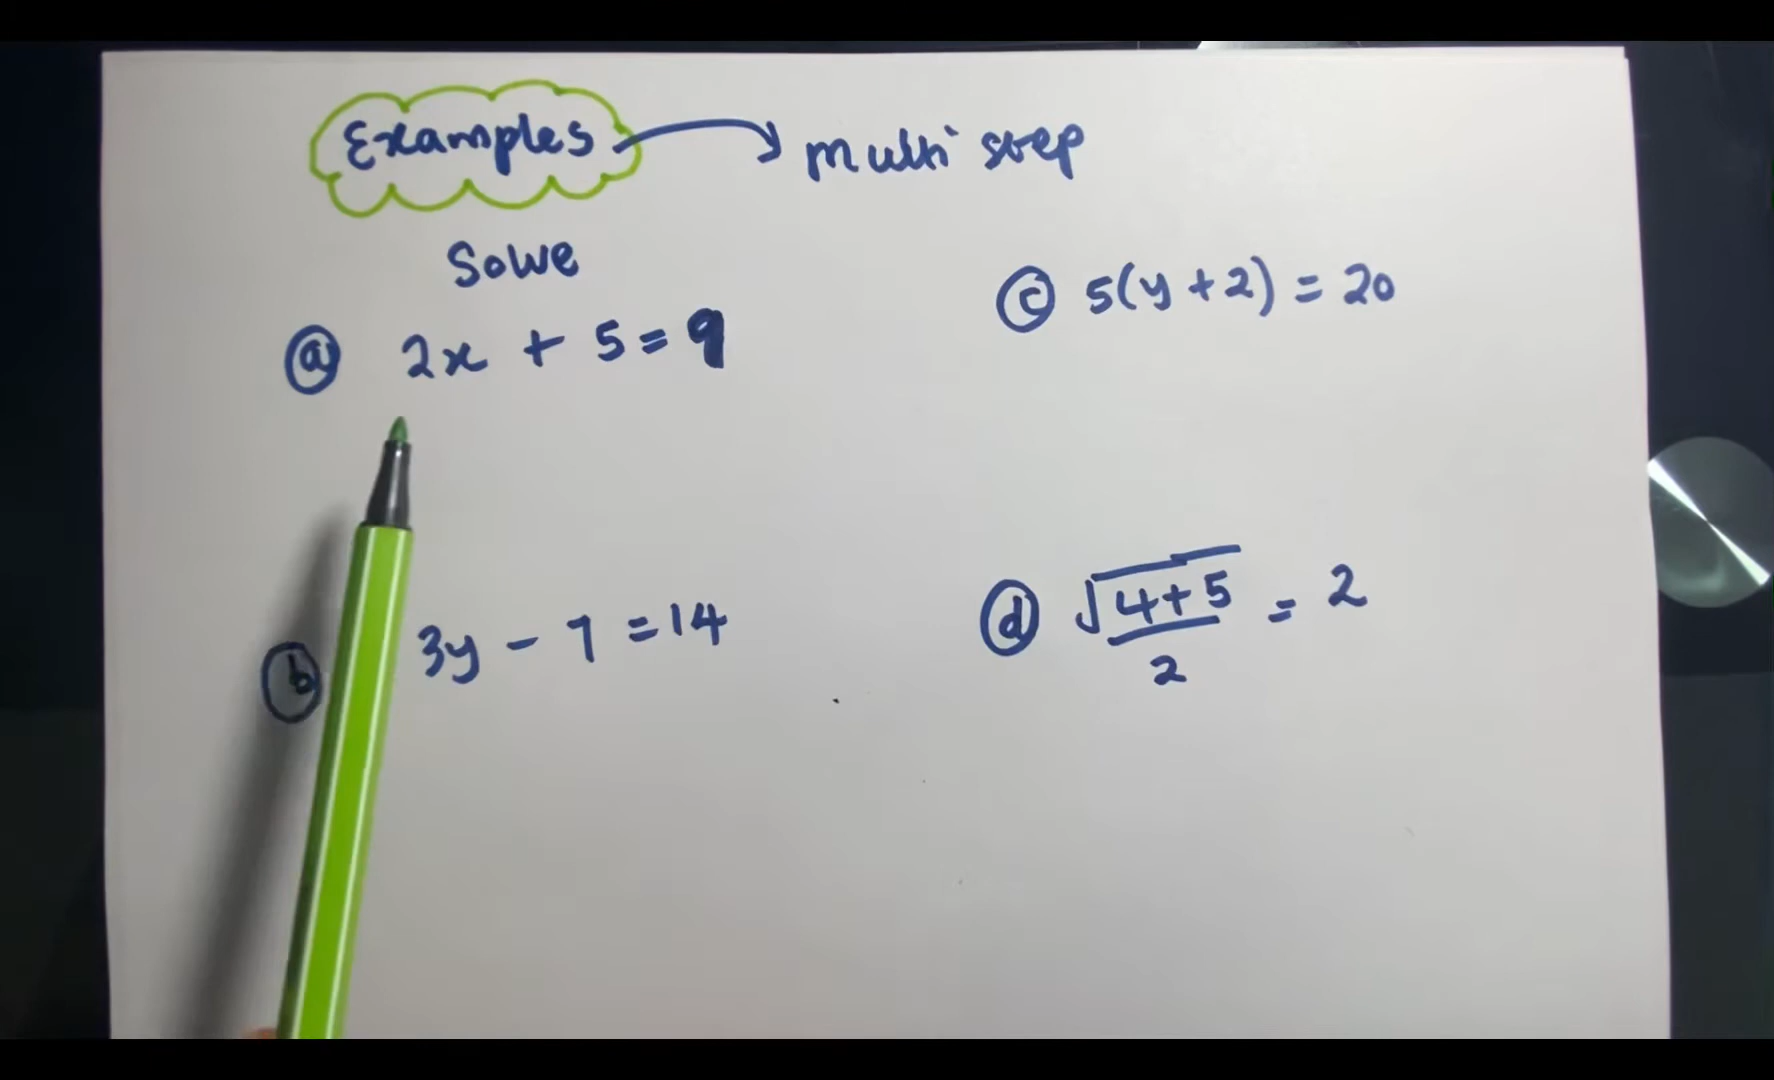 Examples → multi step
Solve
ⓐ 2x + 5 = 9
ⓑ 3y - 7 = 14
ⓒ 5(y + 2) = 20
ⓓ √(4+5)/2 = 2